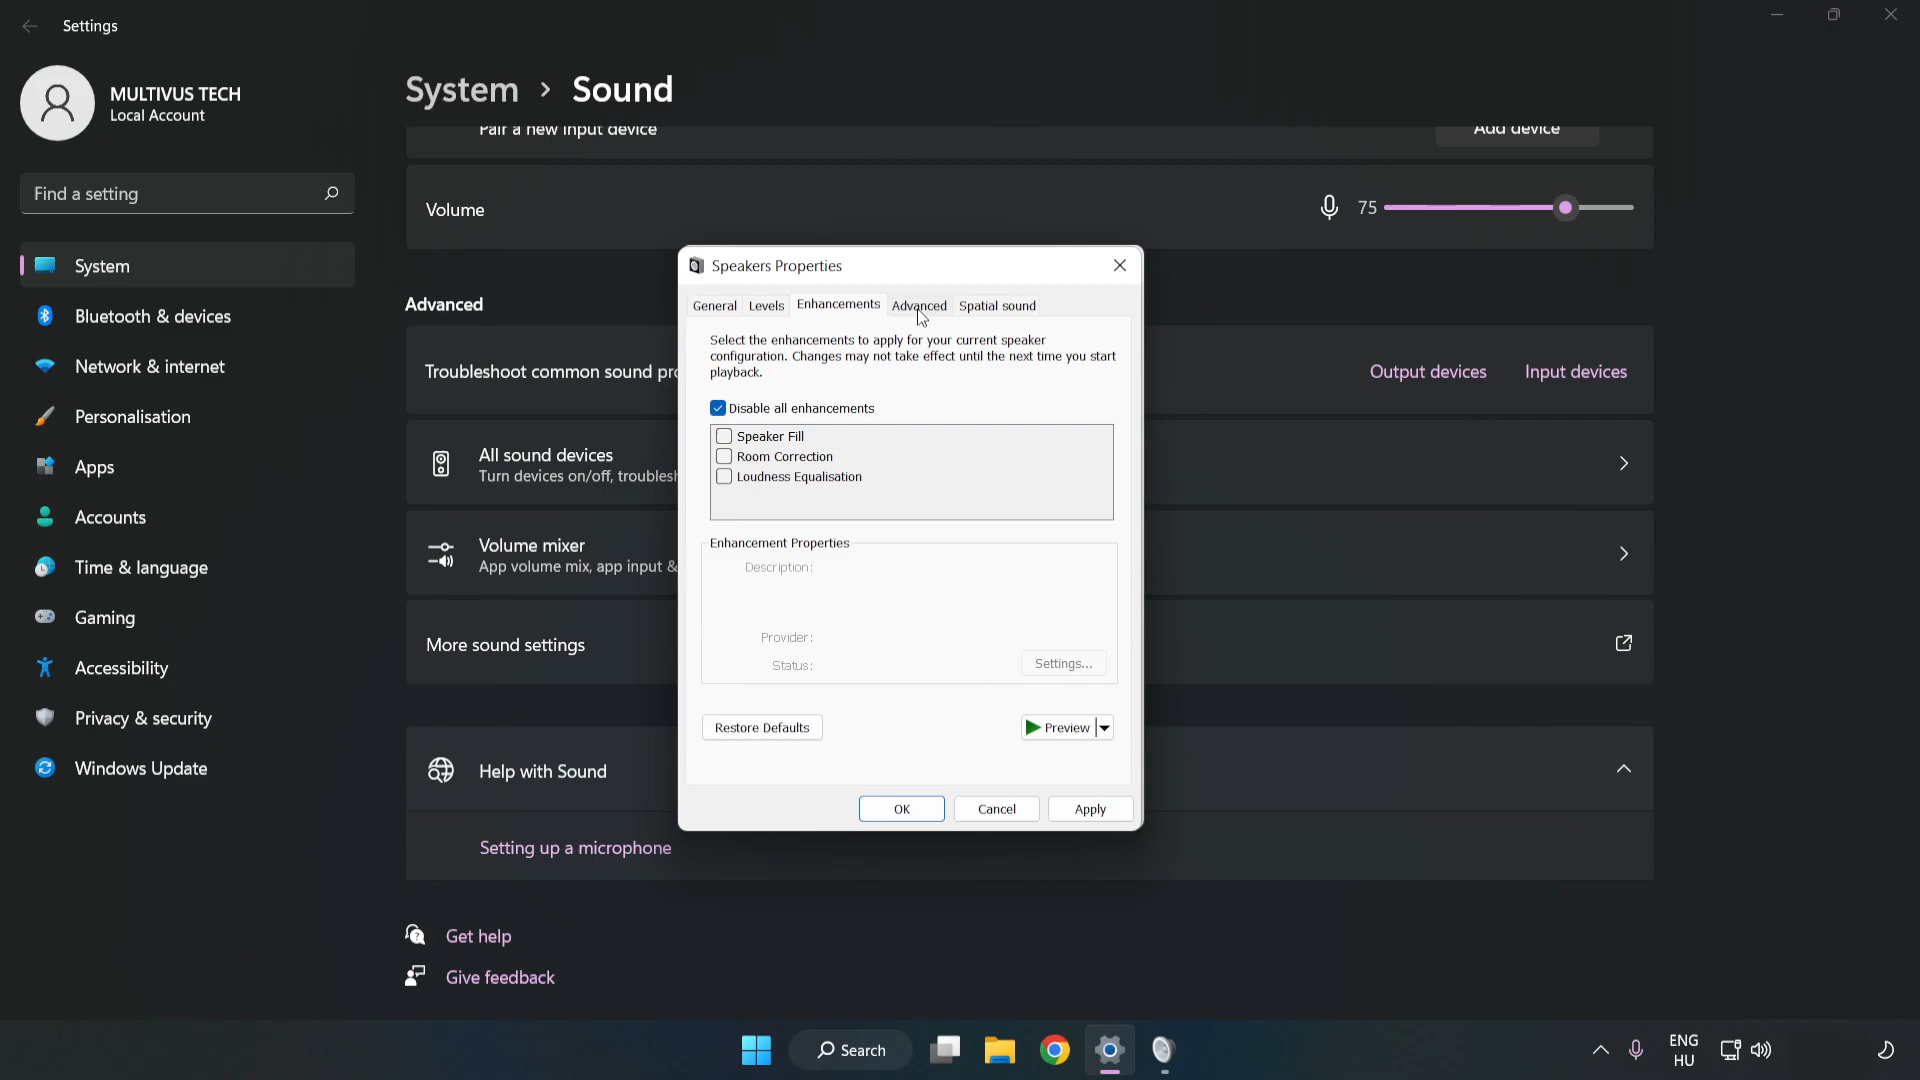 Settings
MULTIVUS TECH
Local Account
Find a setting
System
Bluetooth & devices
Network & internet
Personalisation
Apps
Accounts
Time & language
Gaming
Accessibility
Privacy & security
Windows Update
System > Sound
Pair a new input device
Add device
Volume
75
Advanced
Troubleshoot common sound pro
Output devices
Input devices
All sound devices
Turn devices on/off, troublesh
Volume mixer
App volume mix, app input &
More sound settings
Help with Sound
Setting up a microphone
Get help
Give feedback
Speakers Properties
General Levels Enhancements Advanced Spatial sound
Select the enhancements to apply for your current speaker
configuration. Changes may not take effect until the next time you start
playback.
Disable all enhancements
Speaker Fill
Room Correction
Loudness Equalisation
Enhancement Properties
Description:
Provider:
Status:
Settings...
Restore Defaults
Preview
OK
Cancel
Apply
Search
ENG
HU